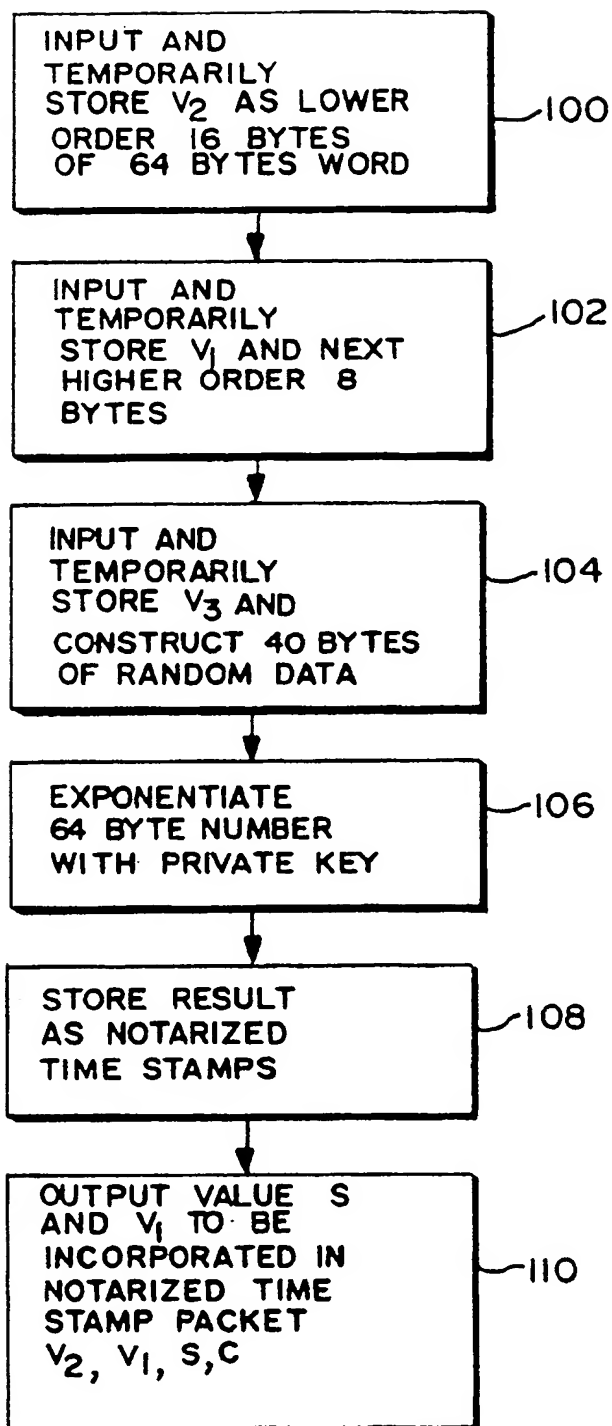 INPUT AND
TEMPORARILY
STORE V₂ AS LOWER
ORDER 16 BYTES
OF 64 BYTES WORD
100
INPUT AND
TEMPORARILY
STORE V₁ AND NEXT
HIGHER ORDER 8
BYTES
102
INPUT AND
TEMPORARILY
STORE V₃ AND
CONSTRUCT 40 BYTES
OF RANDOM DATA
104
EXPONENTIATE
64 BYTE NUMBER
WITH PRIVATE KEY
106
STORE RESULT
AS NOTARIZED
TIME STAMPS
108
OUTPUT VALUE S
AND V₁ TO BE
INCORPORATED IN
NOTARIZED TIME
STAMP PACKET
V₂, V₁, S, C
110